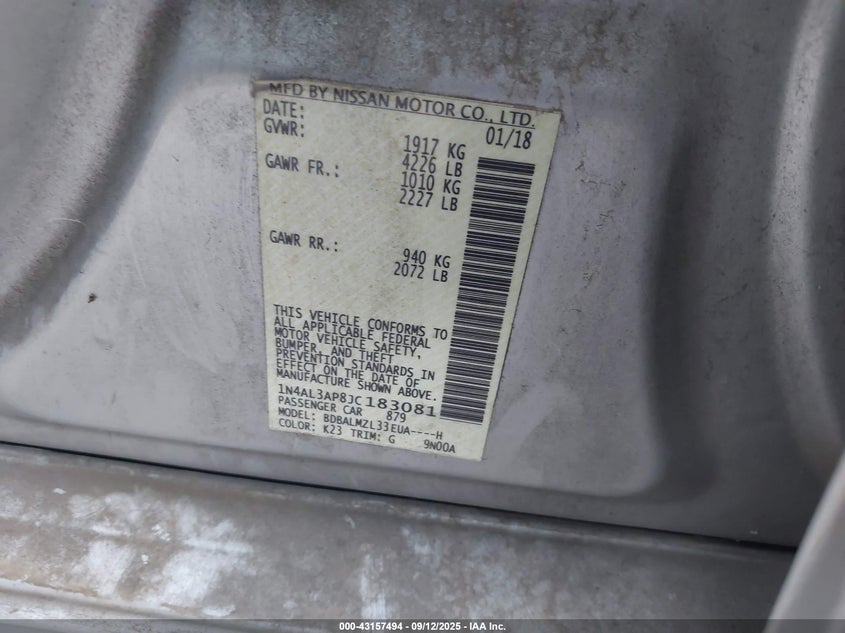 MFD BY NISSAN MOTOR CO., LTD.
DATE: 01/18
GVWR: 1917 KG
4226 LB
GAWR FR.: 1010 KG
2227 LB
GAWR RR.: 940 KG
2072 LB
THIS VEHICLE CONFORMS TO
ALL APPLICABLE FEDERAL
MOTOR VEHICLE SAFETY,
BUMPER, AND THEFT
PREVENTION STANDARDS IN
EFFECT ON THE DATE OF
MANUFACTURE SHOWN ABOVE.
1N4AL3AP8JC183081
PASSENGER CAR 879
MODEL: BDBALMZL33EUA----H
COLOR: K23 TRIM: G 9N00A
000-43157494 - 09/12/2025 - IAA Inc.